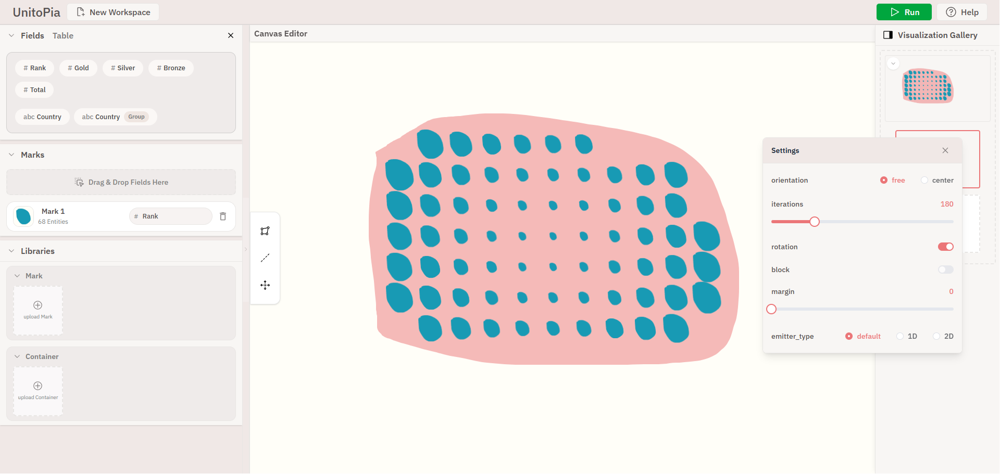 UnitoPia New Workspace Run Help
Fields Table
# Rank # Gold # Silver # Bronze
# Total
abc Country abc Country Group
Marks
Drag & Drop Fields Here
Mark 1
68 Entities
# Rank
Libraries
Mark
upload Mark
Container
upload Container
Canvas Editor
Visualization Gallery
Settings
orientation free center
iterations 180
rotation
block
margin 0
emitter_type default 1D 2D